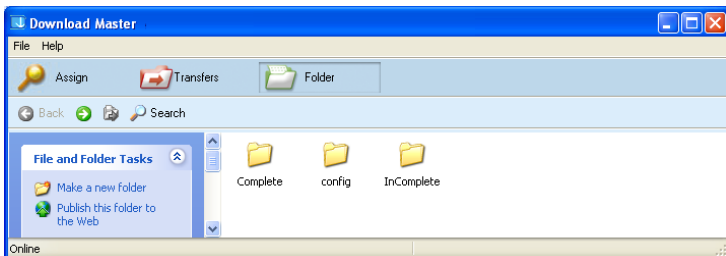 Download Master
File Help
Assign Transfers Folder
Back Search
File and Folder Tasks
Make a new folder
Publish this folder to
the Web
Complete config InComplete
Online